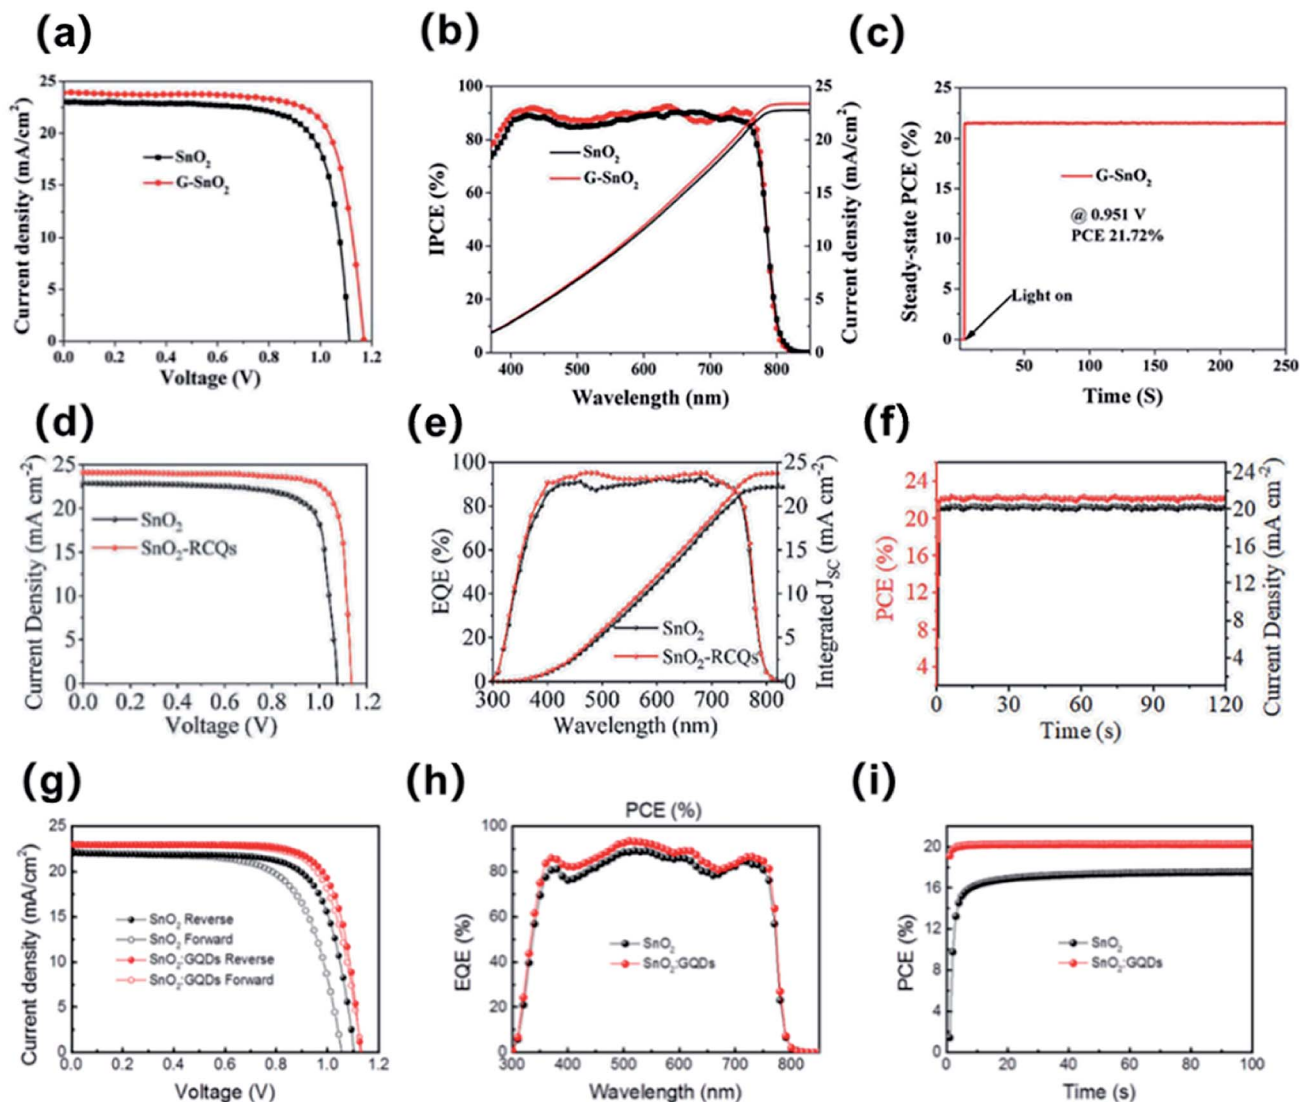 (a)
25
20
15
10
5
0
Current density (mA/cm²)
SnO₂
G-SnO₂
0.0 0.2 0.4 0.6 0.8 1.0 1.2
Voltage (V)
(b)
100
80
60
40
20
0
IPCE (%)
SnO₂
G-SnO₂
25
20
15
10
5
0
Current density (mA/cm²)
400 500 600 700 800
Wavelength (nm)
(c)
25
20
15
10
5
0
Steady-state PCE (%)
G-SnO₂
@ 0.951 V
PCE 21.72%
Light on
50 100 150 200 250
Time (S)
(d)
25
20
15
10
5
0
Current Density (mA cm⁻²)
SnO₂
SnO₂-RCQs
0.0 0.2 0.4 0.6 0.8 1.0 1.2
Voltage (V)
(e)
100
80
60
40
20
0
EQE (%)
SnO₂
SnO₂-RCQs
25
20
15
10
5
0
Integrated J_SC (mA cm⁻²)
300 400 500 600 700 800
Wavelength (nm)
(f)
24
20
16
12
8
4
PCE (%)
24
20
16
12
8
4
Current Density (mA cm⁻²)
0 30 60 90 120
Time (s)
(g)
25
20
15
10
5
0
Current density (mA/cm²)
SnO₂ Reverse
SnO₂ Forward
SnO₂:GQDs Reverse
SnO₂:GQDs Forward
0.0 0.2 0.4 0.6 0.8 1.0 1.2
Voltage (V)
(h)
PCE (%)
100
80
60
40
20
0
EQE (%)
SnO₂
SnO₂:GQDs
300 400 500 600 700 800
Wavelength (nm)
(i)
20
16
12
8
4
0
PCE (%)
SnO₂
SnO₂:GQDs
0 20 40 60 80 100
Time (s)